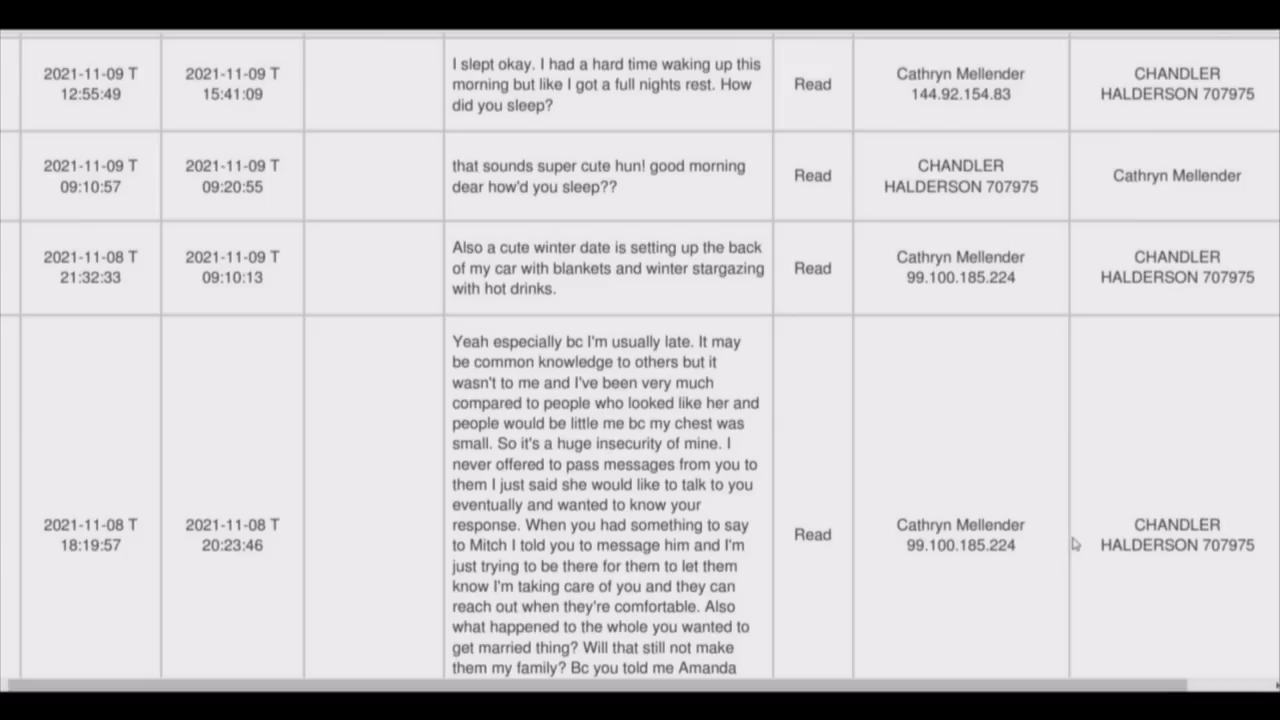 2021-11-09 T
12:55:49
2021-11-09 T
15:41:09
I slept okay. I had a hard time waking up this
morning but like I got a full nights rest. How
did you sleep?
Read
Cathryn Mellender
144.92.154.83
CHANDLER
HALDERSON 707975
2021-11-09 T
09:10:57
2021-11-09 T
09:20:55
that sounds super cute hun! good morning
dear how'd you sleep??
Read
CHANDLER
HALDERSON 707975
Cathryn Mellender
2021-11-08 T
21:32:33
2021-11-09 T
09:10:13
Also a cute winter date is setting up the back
of my car with blankets and winter stargazing
with hot drinks.
Read
Cathryn Mellender
99.100.185.224
CHANDLER
HALDERSON 707975
2021-11-08 T
18:19:57
2021-11-08 T
20:23:46
Yeah especially bc I'm usually late. It may
be common knowledge to others but it
wasn't to me and I've been very much
compared to people who looked like her and
people would be little me bc my chest was
small. So it's a huge insecurity of mine. I
never offered to pass messages from you to
them I just said she would like to talk to you
eventually and wanted to know your
response. When you had something to say
to Mitch I told you to message him and I'm
just trying to be there for them to let them
know I'm taking care of you and they can
reach out when they're comfortable. Also
what happened to the whole you wanted to
get married thing? Will that still not make
them my family? Bc you told me Amanda
Read
Cathryn Mellender
99.100.185.224
CHANDLER
HALDERSON 707975